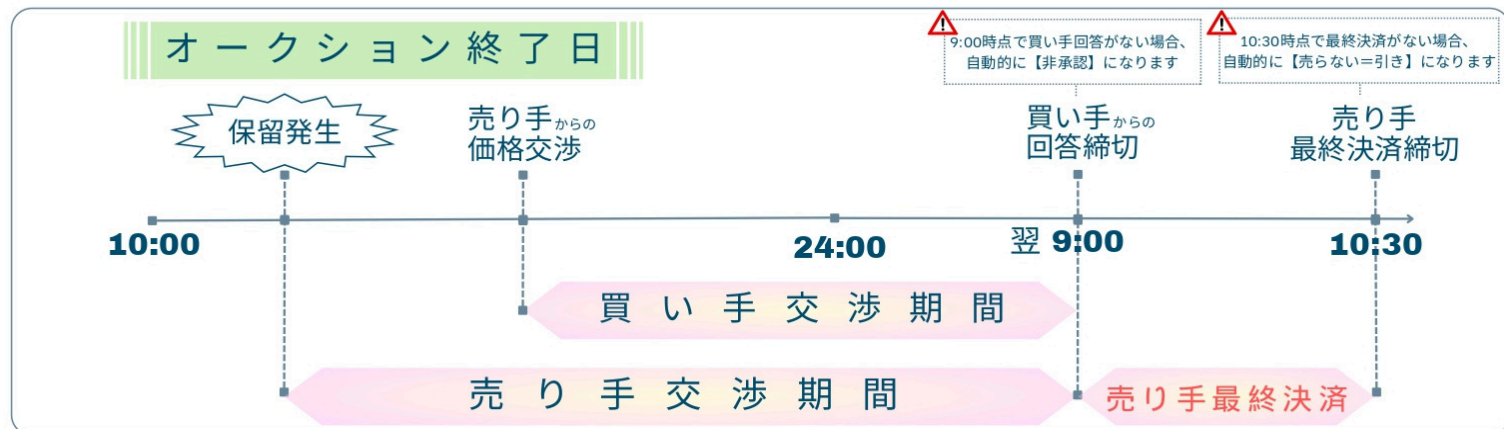 オークション終了日
9:00時点で買い手回答がない場合、
自動的に【非承認】になります
10:30時点で最終決済がない場合、
自動的に【売らない＝引き】になります
保留発生
売り手からの
価格交渉
買い手からの
回答締切
売り手
最終決済締切
10:00
24:00
翌 9:00
10:30
買い手交渉期間
売り手交渉期間
売り手最終決済